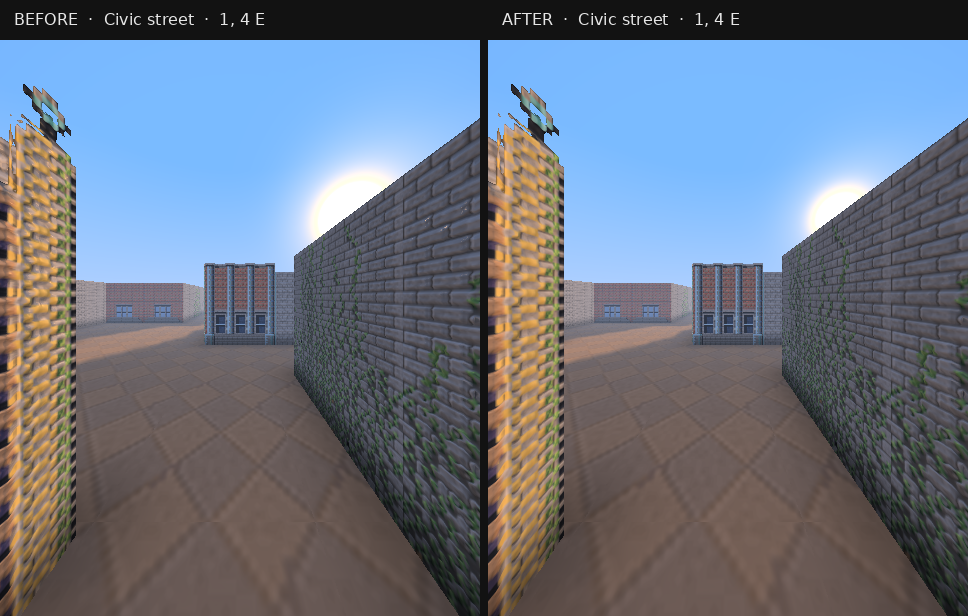 BEFORE · Civic street · 1, 4 E
AFTER · Civic street · 1, 4 E